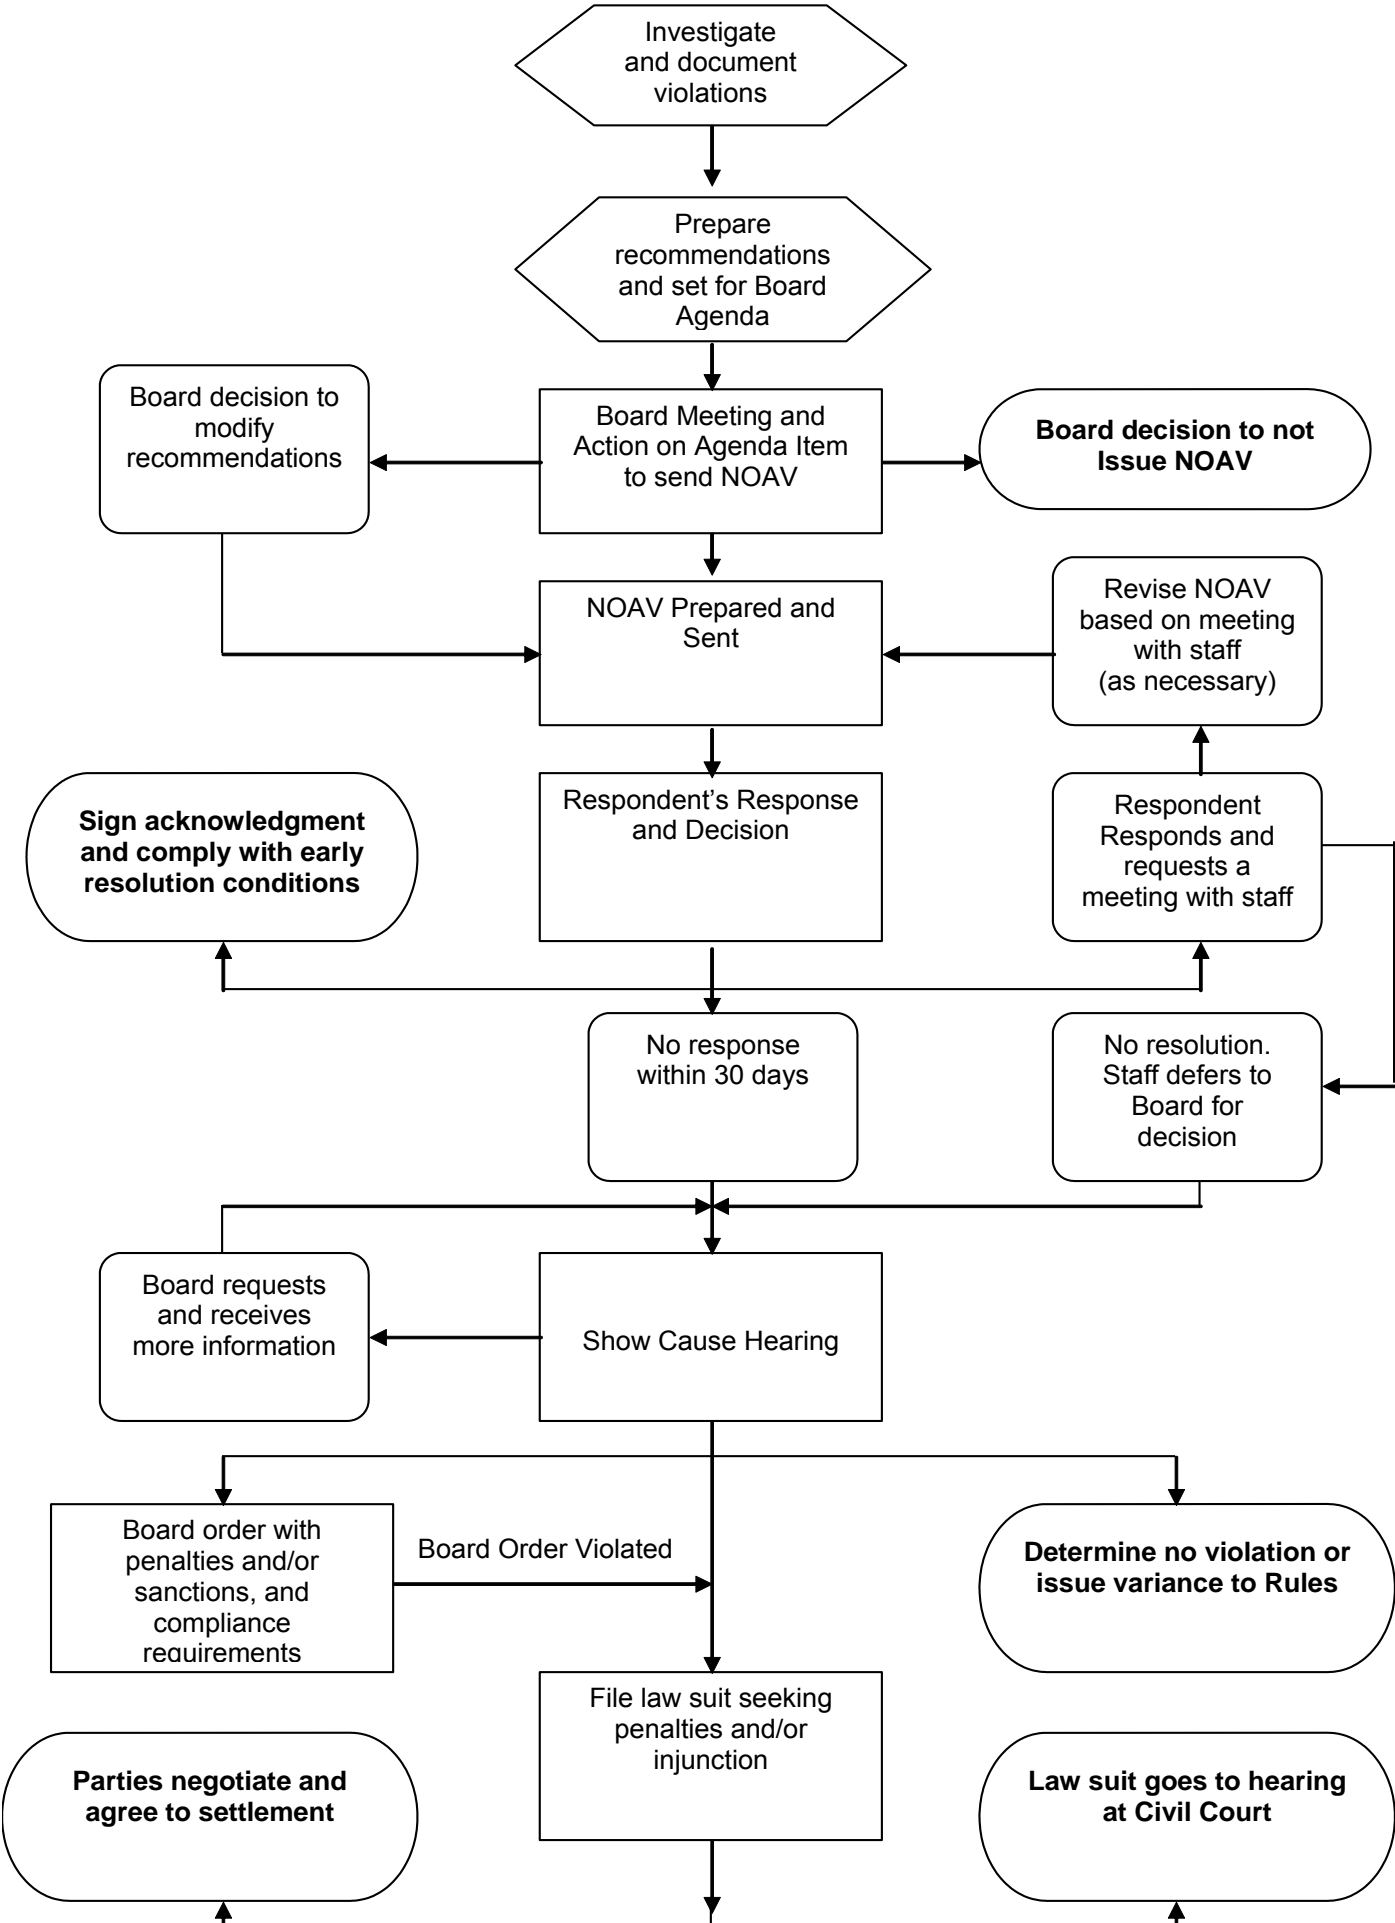 Investigate
and document
violations
Prepare
recommendations
and set for Board
Agenda
Board decision to
modify
recommendations
Board Meeting and
Action on Agenda Item
to send NOAV
Board decision to not
Issue NOAV
NOAV Prepared and
Sent
Revise NOAV
based on meeting
with staff
(as necessary)
Sign acknowledgment
and comply with early
resolution conditions
Respondent’s Response
and Decision
Respondent
Responds and
requests a
meeting with staff
No response
within 30 days
No resolution.
Staff defers to
Board for
decision
Board requests
and receives
more information
Show Cause Hearing
Board order with
penalties and/or
sanctions, and
compliance
requirements
Board Order Violated
Determine no violation or
issue variance to Rules
File law suit seeking
penalties and/or
injunction
Parties negotiate and
agree to settlement
Law suit goes to hearing
at Civil Court